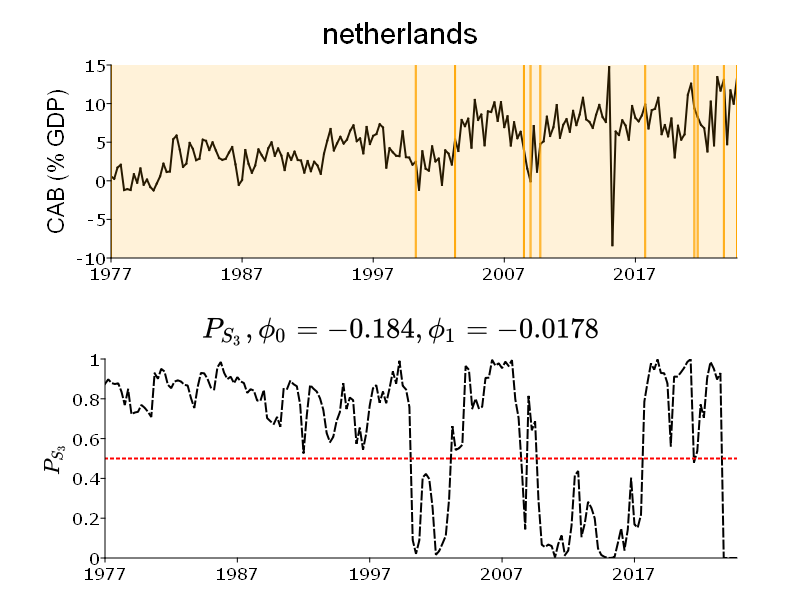 netherlands
CAB (% GDP)
15
10
5
0
-5
-10
1977 1987 1997 2007 2017
P_{S_3}, ϕ_0 = −0.184, ϕ_1 = −0.0178
P_{S_3}
1
0.8
0.6
0.4
0.2
0
1977 1987 1997 2007 2017